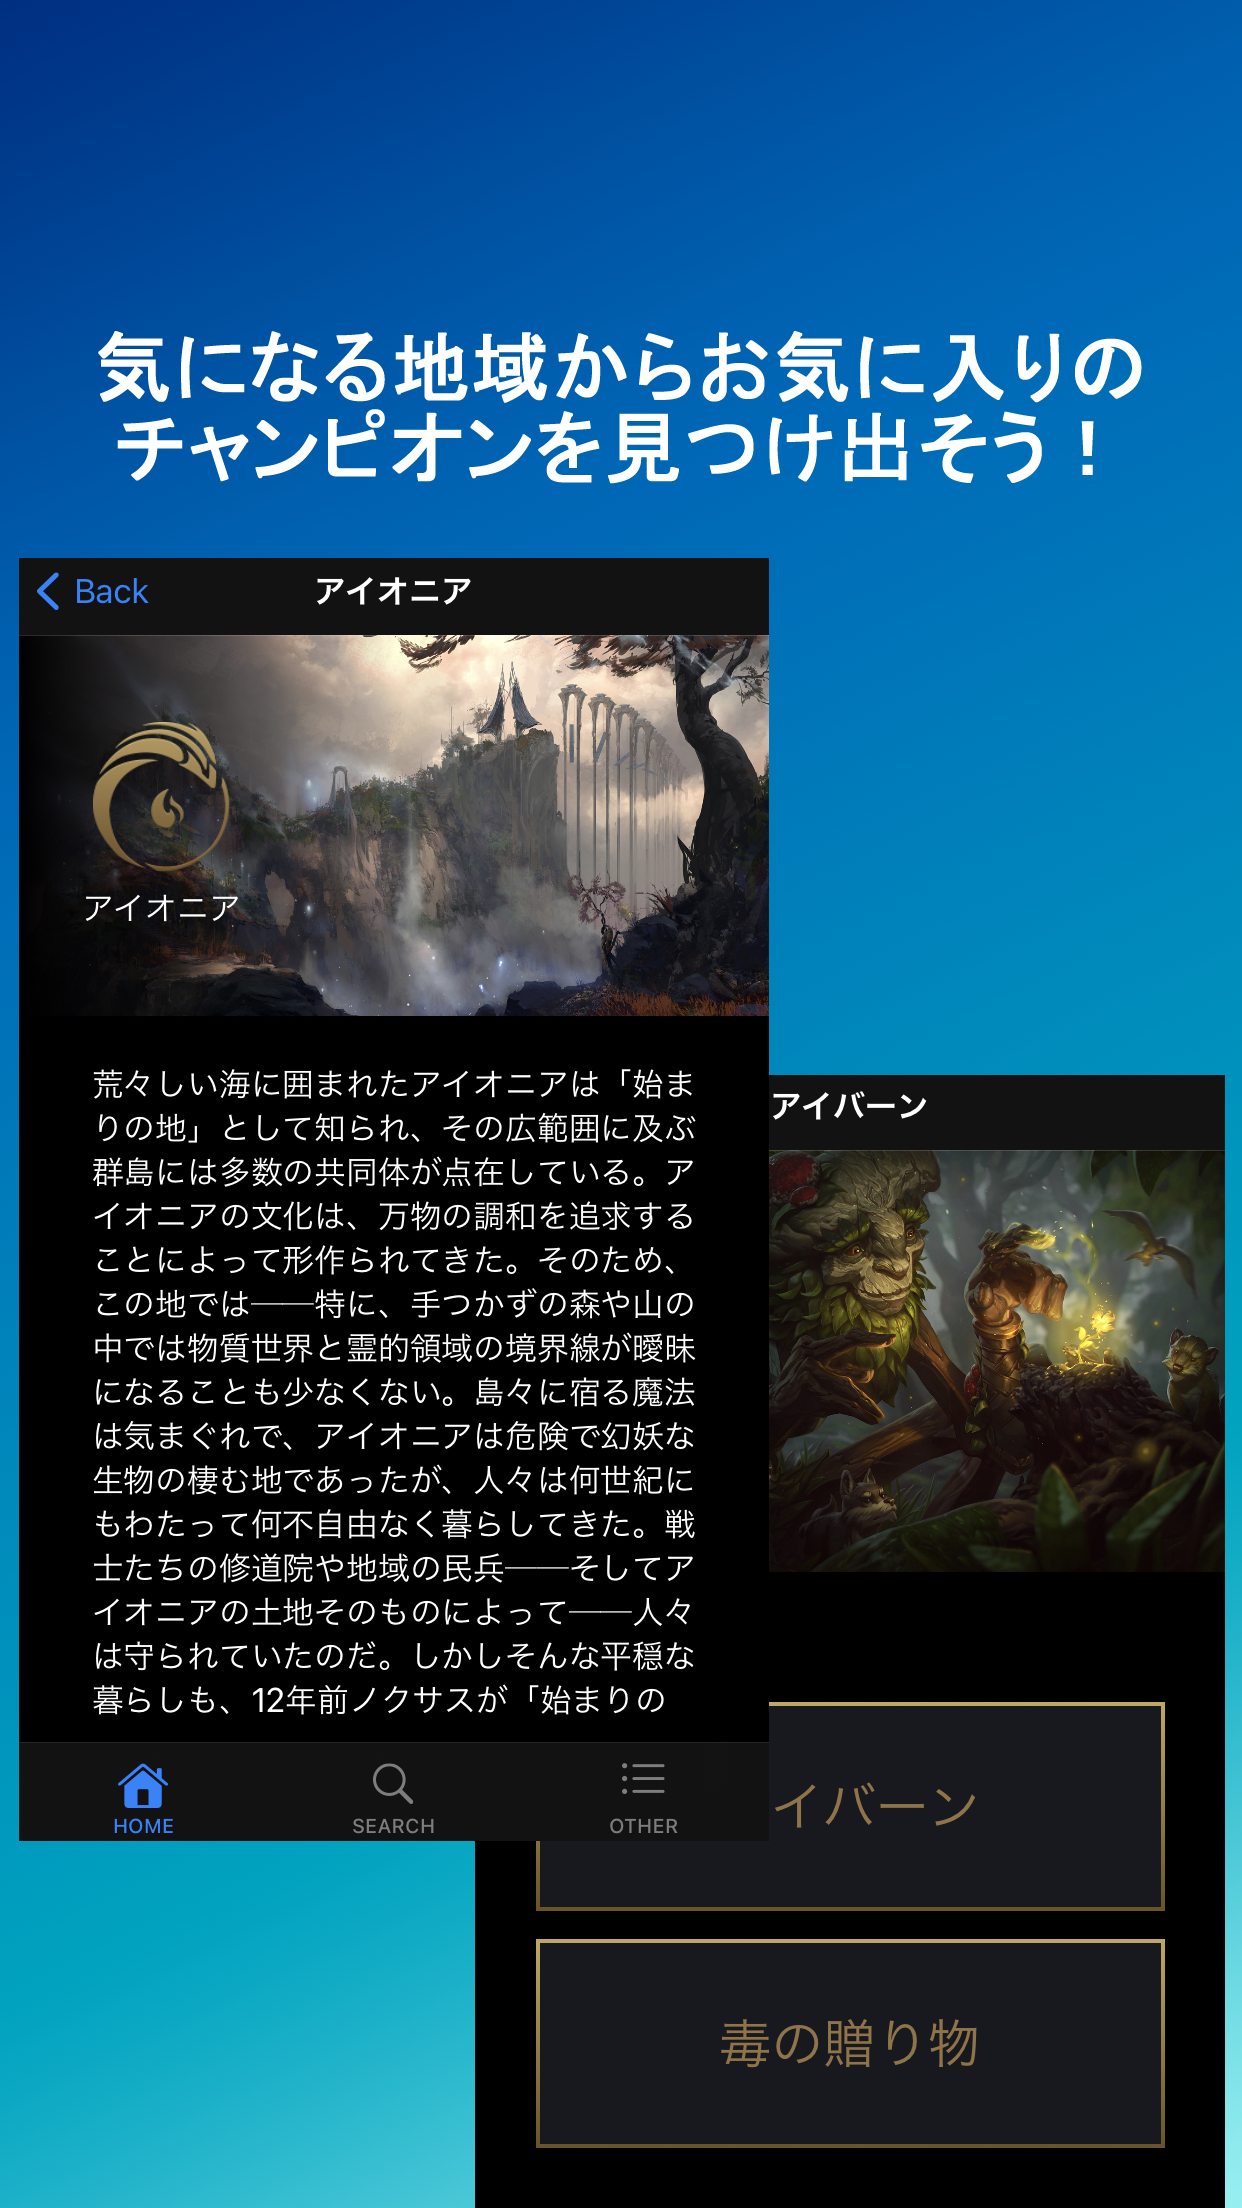 気になる地域からお気に入りの
チャンピオンを見つけ出そう！
Back
アイオニア
アイオニア
荒々しい海に囲まれたアイオニアは「始ま
りの地」として知られ、その広範囲に及ぶ
群島には多数の共同体が点在している。ア
イオニアの文化は、万物の調和を追求する
ことによって形作られてきた。そのため、
この地では──特に、手つかずの森や山の
中では物質世界と霊的領域の境界線が曖昧
になることも少なくない。島々に宿る魔法
は気まぐれで、アイオニアは危険で幻妖な
生物の棲む地であったが、人々は何世紀に
もわたって何不自由なく暮らしてきた。戦
士たちの修道院や地域の民兵──そしてア
イオニアの土地そのものによって──人々
は守られていたのだ。しかしそんな平穏な
暮らしも、12年前ノクサスが「始まりの
HOME
SEARCH
OTHER
アイバーン
イバーン
毒の贈り物